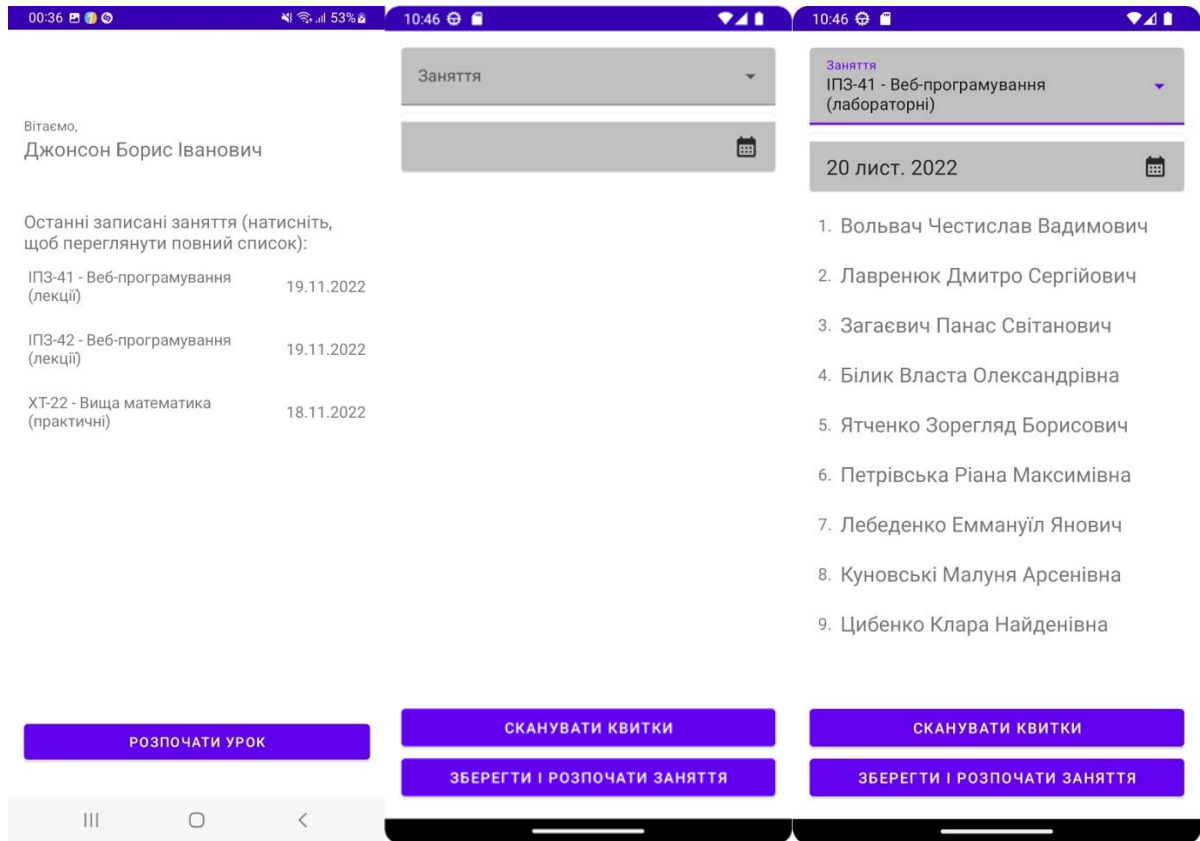 00:36
53%
Вітаємо,
Джонсон Борис Іванович
Останні записані заняття (натисніть,
щоб переглянути повний список):
ІПЗ-41 - Веб-програмування
(лекції)
19.11.2022
ІПЗ-42 - Веб-програмування
(лекції)
19.11.2022
ХТ-22 - Вища математика
(практичні)
18.11.2022
РОЗПОЧАТИ УРОК
10:46
Заняття
СКАНУВАТИ КВИТКИ
ЗБЕРЕГТИ І РОЗПОЧАТИ ЗАНЯТТЯ
10:46
Заняття
ІПЗ-41 - Веб-програмування
(лабораторні)
20 лист. 2022
1. Вольвач Честислав Вадимович
2. Лавренюк Дмитро Сергійович
3. Загаєвич Панас Світанович
4. Білик Власта Олександрівна
5. Ятченко Зорегляд Борисович
6. Петрівська Ріана Максимівна
7. Лебеденко Еммануїл Янович
8. Куновські Малуня Арсенівна
9. Цибенко Клара Найденівна
СКАНУВАТИ КВИТКИ
ЗБЕРЕГТИ І РОЗПОЧАТИ ЗАНЯТТЯ